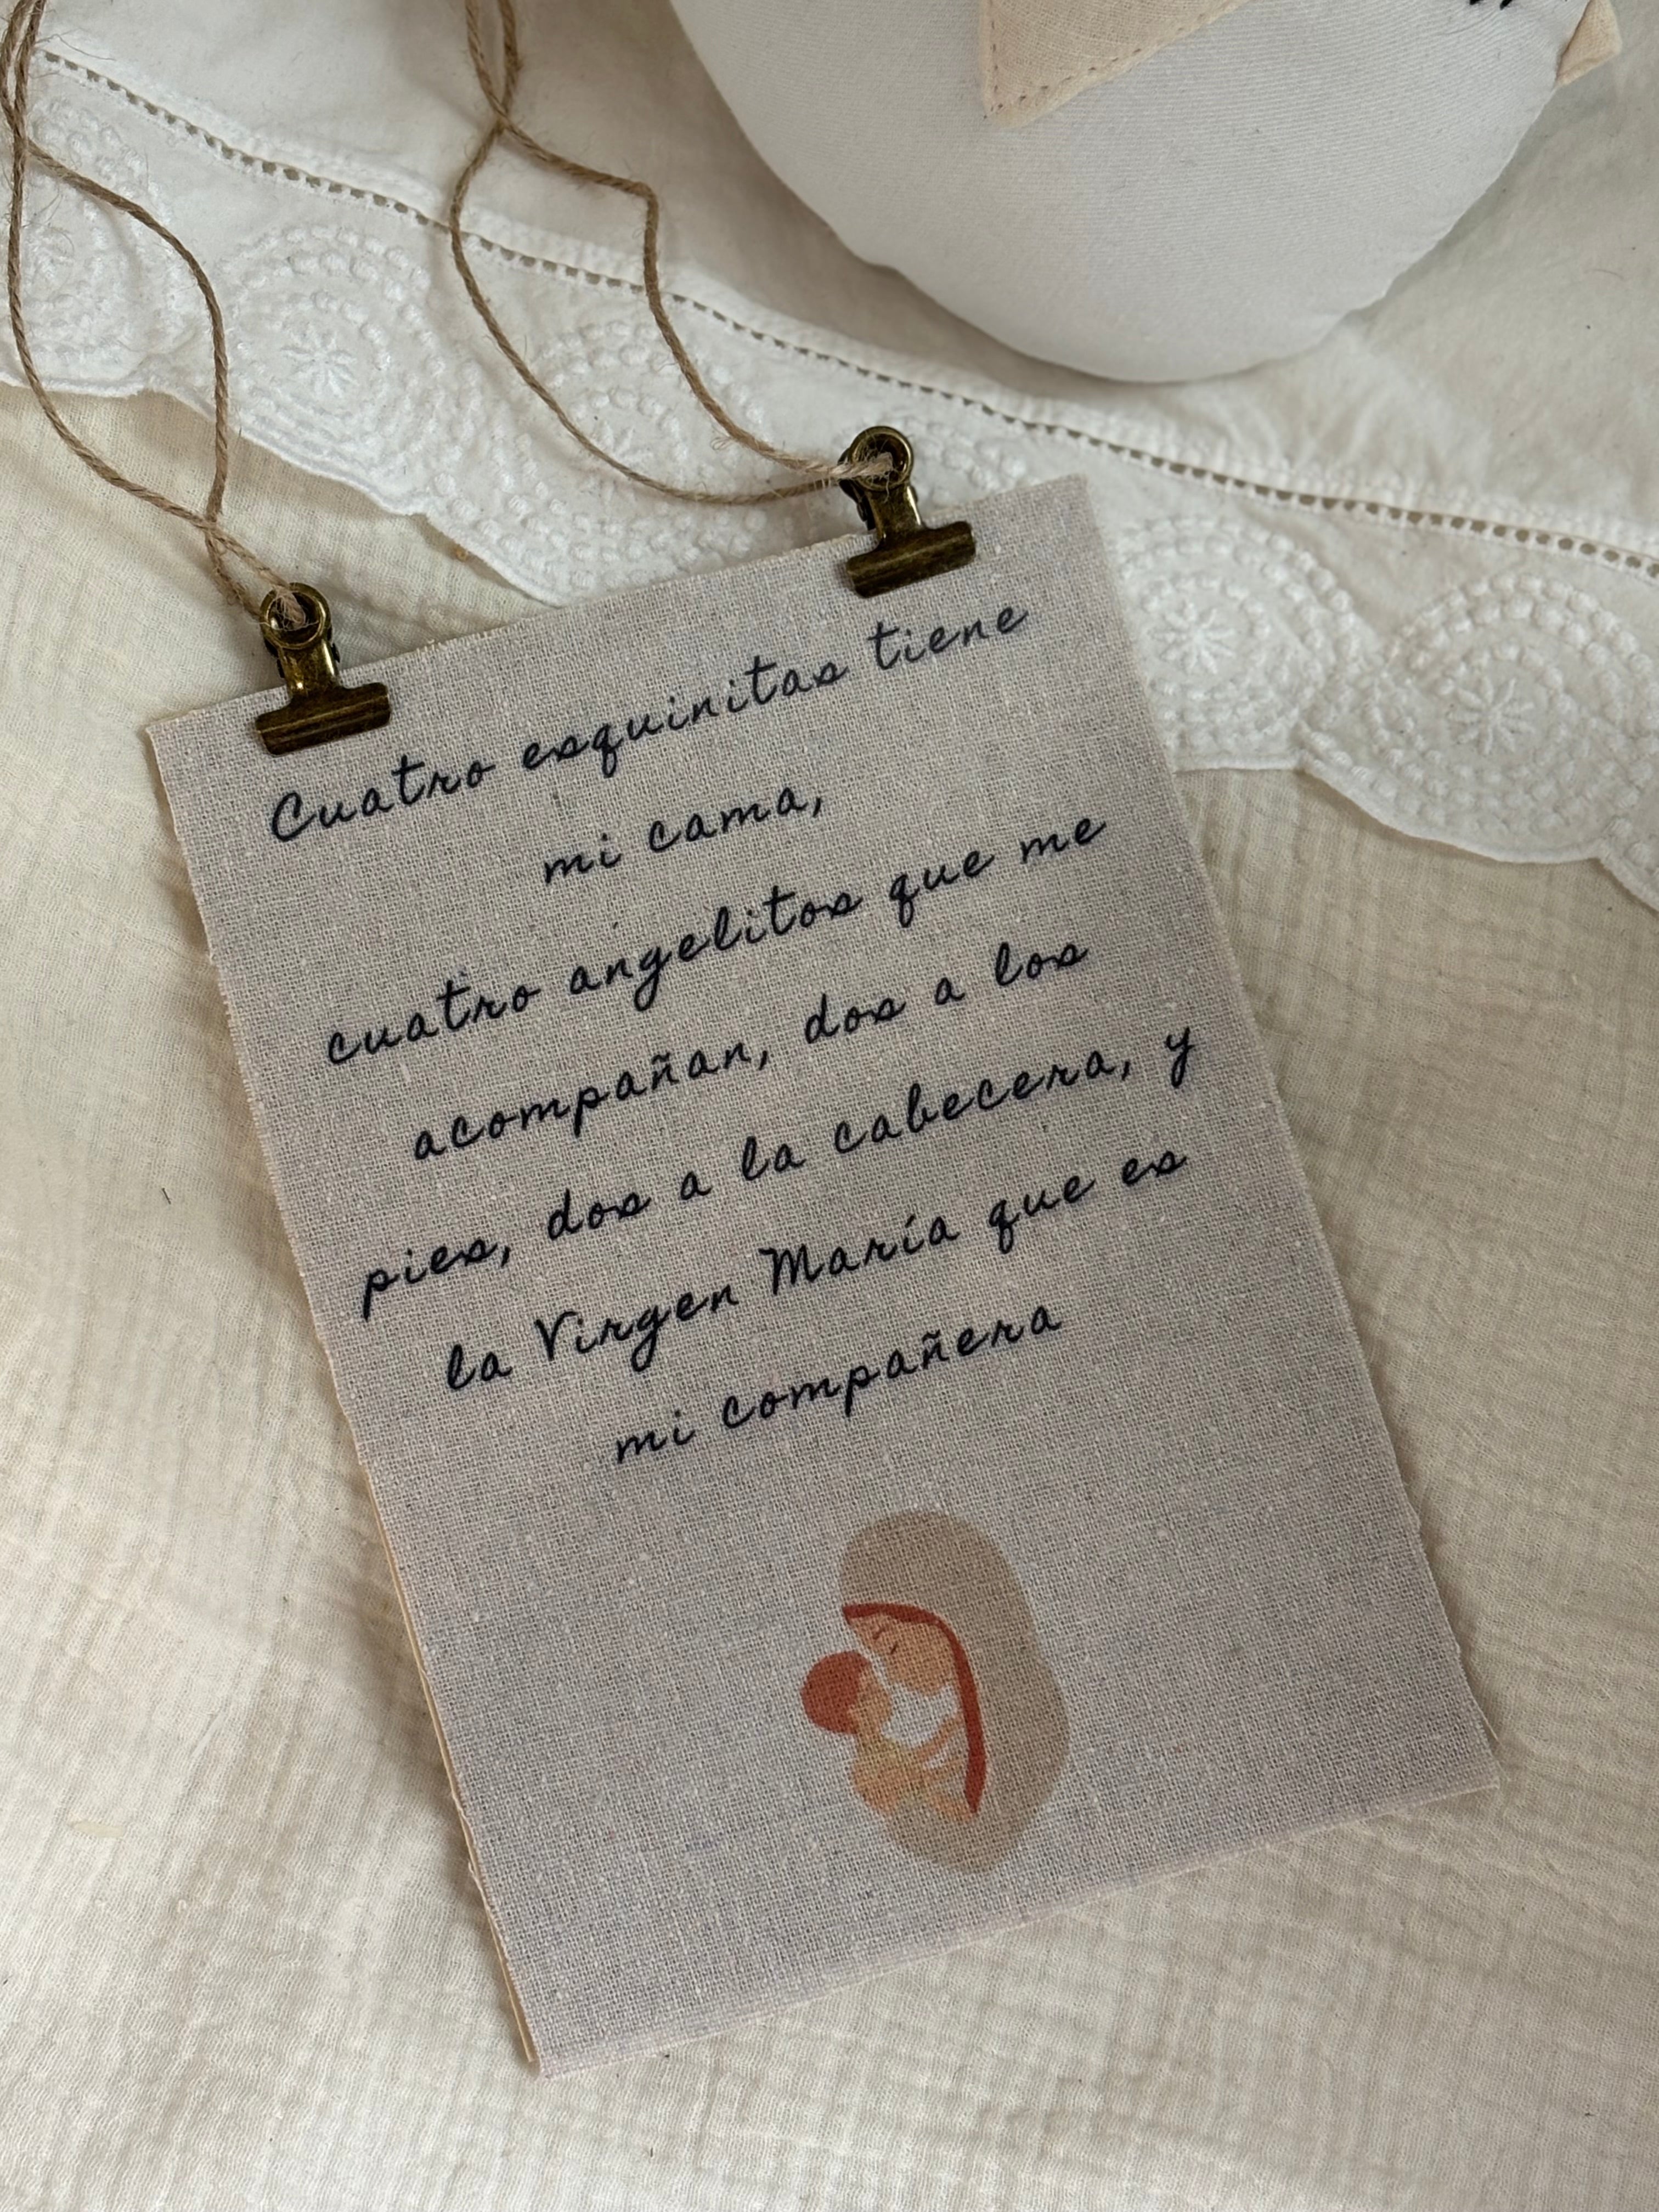 Cuatro esquinitas tiene
mi cama,
cuatro angelitos que me
acompañan, dos a los
pies, dos a la cabecera, y
la Virgen María que es
mi compañera